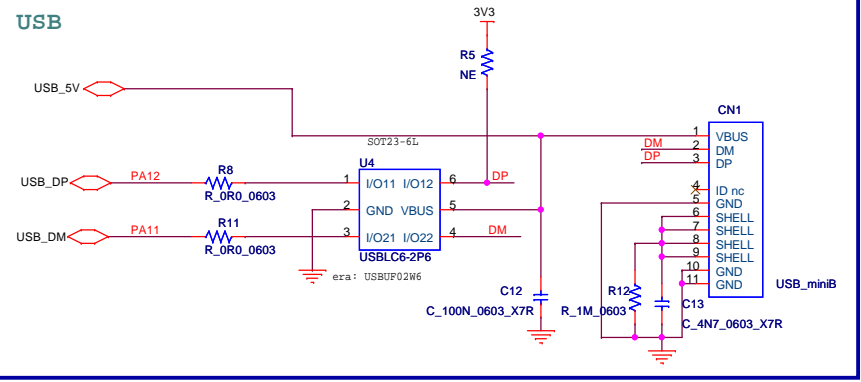 USB
3V3
R5
NE
USB_5V
CN1
SOT23-6L
1
VBUS
DM
2
DM
DP
3
DP
U4
R8
USB_DP
PA12
1
I/O11
I/O12
6
DP
R_0R0_0603
4
ID nc
5
GND
2
GND
VBUS
5
6
SHELL
7
SHELL
R11
USB_DM
PA11
3
I/O21
I/O22
4
DM
8
SHELL
R_0R0_0603
9
SHELL
USBLC6-2P6
10
GND
era: USBUF02W6
11
GND
USB_miniB
C12
R12
C13
C_100N_0603_X7R
R_1M_0603
C_4N7_0603_X7R